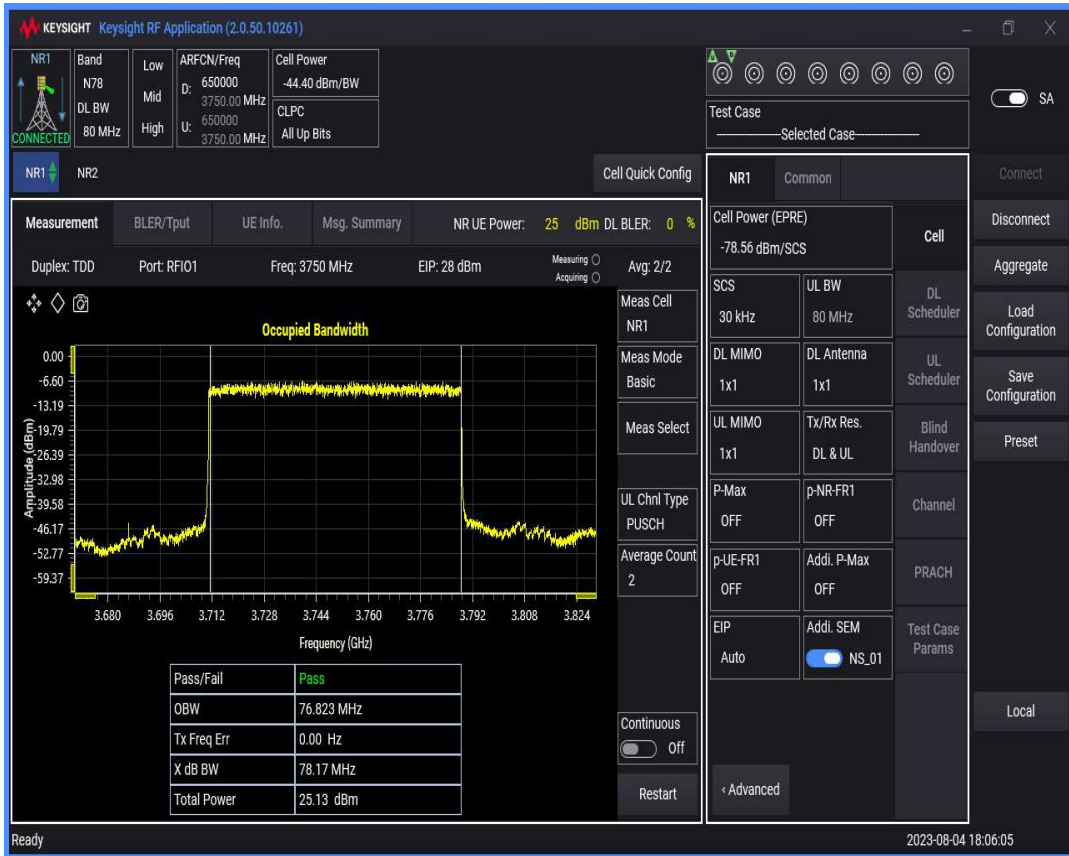 KEYSIGHT Keysight RF Application (2.0.50.10261)
NR1
CONNECTED
Band
N78
DL BW
80 MHz
Low
Mid
High
ARFCN/Freq
D: 650000
3750.00 MHz
U: 650000
3750.00 MHz
Cell Power
-44.40 dBm/BW
CLPC
All Up Bits
Test Case
Selected Case
SA
NR1
NR2
Cell Quick Config
NR1
Common
Connect
Disconnect
Aggregate
Load
Configuration
Save
Configuration
Preset
Local
Measurement
BLER/Tput
UE Info.
Msg. Summary
NR UE Power: 25 dBm DL BLER: 0 %
Duplex: TDD
Port: RFIO1
Freq: 3750 MHz
EIP: 28 dBm
Measuring
Acquiring
Avg: 2/2
Occupied Bandwidth
Amplitude (dBm)
0.00
-6.60
-13.19
-19.79
-26.39
-32.98
-39.58
-46.17
-52.77
-59.37
3.680 3.696 3.712 3.728 3.744 3.760 3.776 3.792 3.808 3.824
Frequency (GHz)
Pass/Fail Pass
OBW 76.823 MHz
Tx Freq Err 0.00 Hz
X dB BW 78.17 MHz
Total Power 25.13 dBm
Meas Cell
NR1
Meas Mode
Basic
Meas Select
UL Chnl Type
PUSCH
Average Count
2
Continuous
Off
Restart
Cell Power (EPRE)
-78.56 dBm/SCS
SCS
30 kHz
UL BW
80 MHz
DL MIMO
1x1
DL Antenna
1x1
UL MIMO
1x1
Tx/Rx Res.
DL & UL
P-Max
OFF
p-NR-FR1
OFF
p-UE-FR1
OFF
Addi. P-Max
OFF
EIP
Auto
Addi. SEM
NS_01
‹ Advanced
Cell
DL
Scheduler
UL
Scheduler
Blind
Handover
Channel
PRACH
Test Case
Params
Ready
2023-08-04 18:06:05